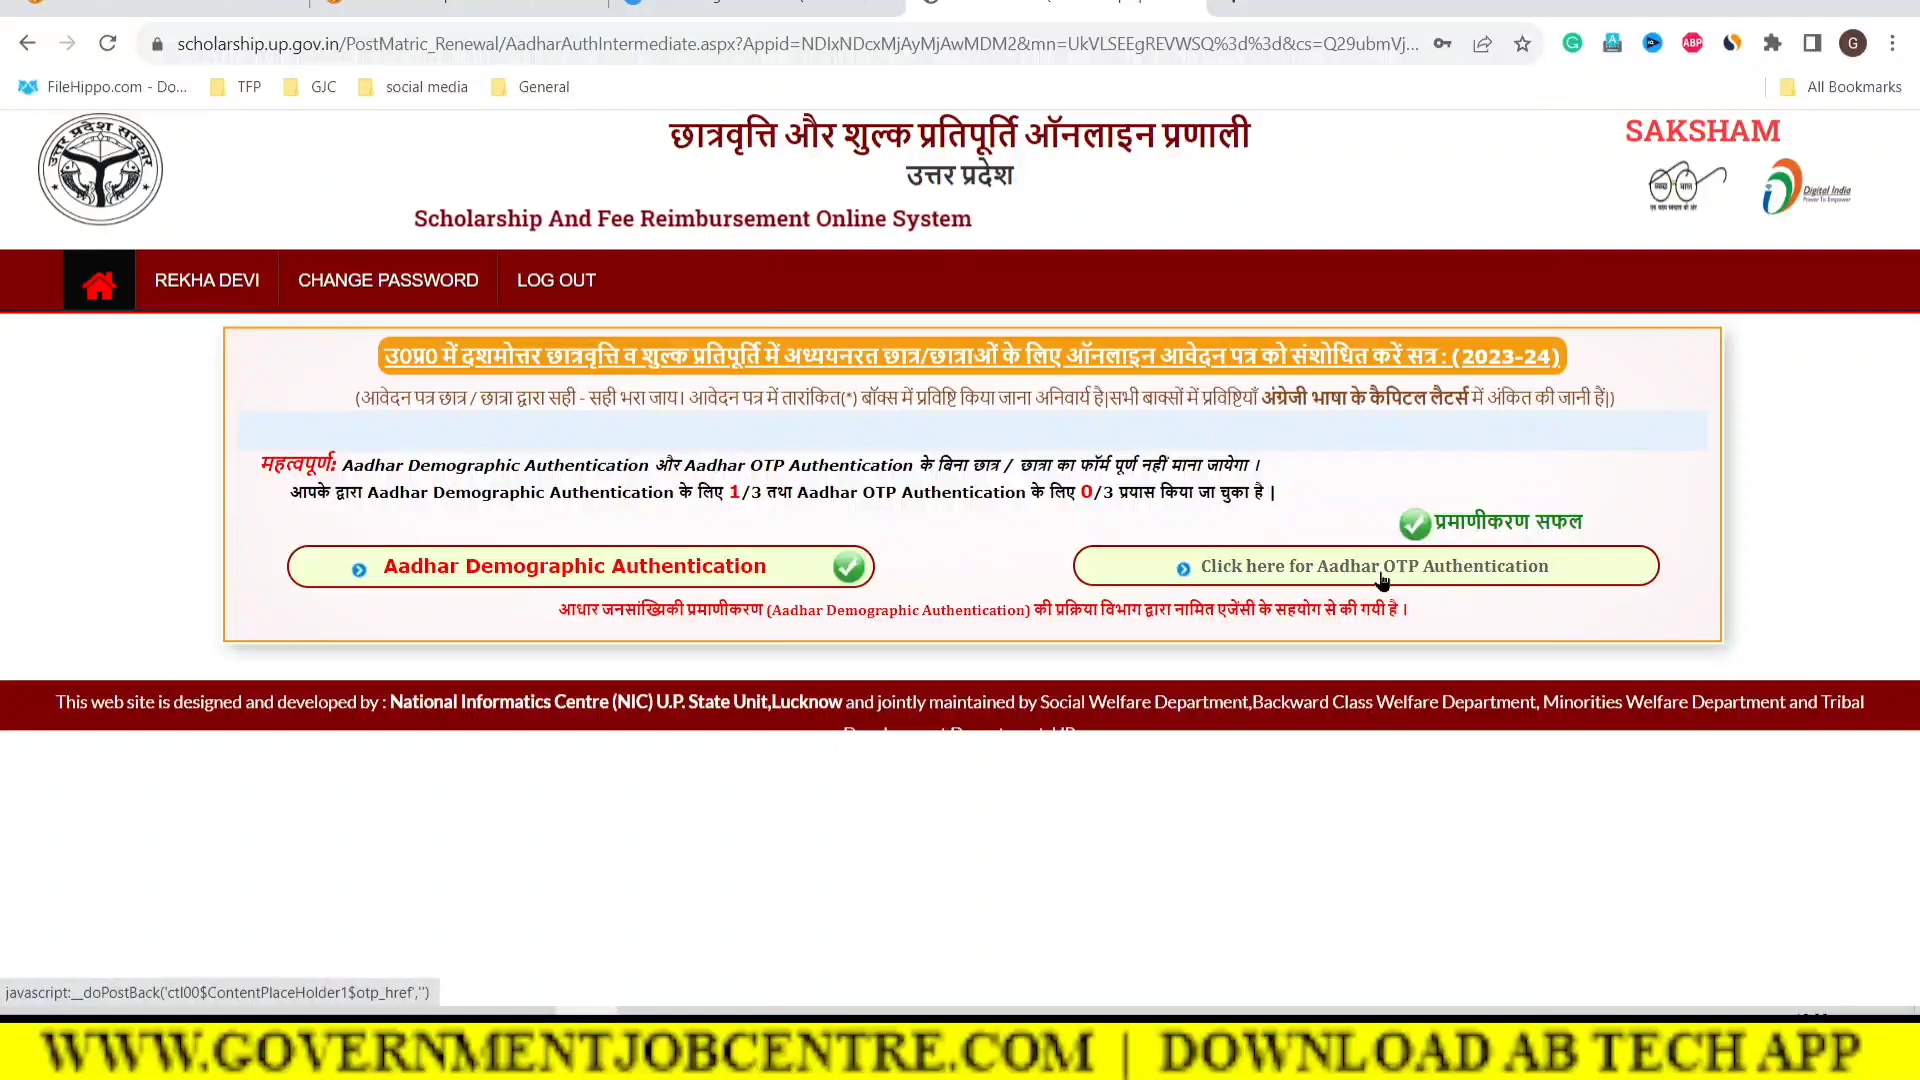 scholarship.up.gov.in/PostMatric_Renewal/AadharAuthIntermediate.aspx?Appid=NDIxNDcxMjAyMjAwMDM2&mn=UkVLSEEgREVWSQ%3d%3d&cs=Q29ubmVj...
FileHippo.com - Do... TFP GJC social media General All Bookmarks
छात्रवृत्ति और शुल्क प्रतिपूर्ति ऑनलाइन प्रणाली
उत्तर प्रदेश
Scholarship And Fee Reimbursement Online System
SAKSHAM
Digital India
Power To Empower
REKHA DEVI CHANGE PASSWORD LOG OUT
उ0प्र0 में दशमोत्तर छात्रवृत्ति व शुल्क प्रतिपूर्ति में अध्ययनरत छात्र/छात्राओं के लिए ऑनलाइन आवेदन पत्र को संशोधित करें सत्र : (2023-24)
(आवेदन पत्र छात्र / छात्रा द्वारा सही - सही भरा जाय। आवेदन पत्र में तारांकित(*) बॉक्स में प्रविष्टि किया जाना अनिवार्य है|सभी बाक्सों में प्रविष्टियाँ अंग्रेजी भाषा के कैपिटल लैटर्स में अंकित की जानी हैं|)
महत्वपूर्ण: Aadhar Demographic Authentication और Aadhar OTP Authentication के बिना छात्र / छात्रा का फॉर्म पूर्ण नहीं माना जायेगा ।
आपके द्वारा Aadhar Demographic Authentication के लिए 1/3 तथा Aadhar OTP Authentication के लिए 0/3 प्रयास किया जा चुका है |
प्रमाणीकरण सफल
Aadhar Demographic Authentication
Click here for Aadhar OTP Authentication
आधार जनसांख्यिकी प्रमाणीकरण (Aadhar Demographic Authentication) की प्रक्रिया विभाग द्वारा नामित एजेंसी के सहयोग से की गयी है ।
This web site is designed and developed by : National Informatics Centre (NIC) U.P. State Unit,Lucknow and jointly maintained by Social Welfare Department,Backward Class Welfare Department, Minorities Welfare Department and Tribal
javascript:__doPostBack('ctl00$ContentPlaceHolder1$otp_href','')
WWW.GOVERNMENTJOBCENTRE.COM | DOWNLOAD AB TECH APP